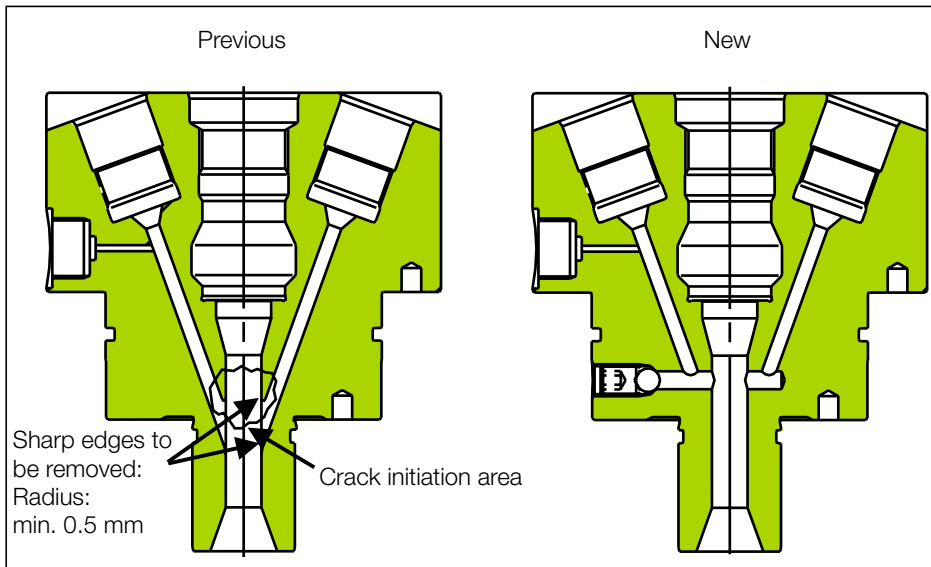 Previous
New
Sharp edges to
be removed:
Radius:
min. 0.5 mm
Crack initiation area